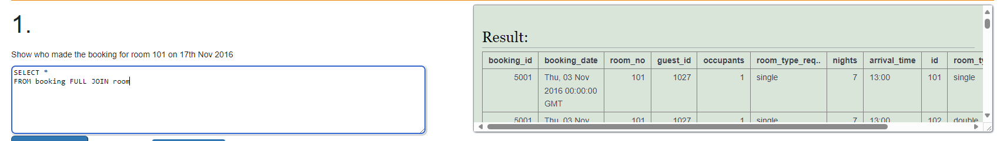 1.
Show who made the booking for room 101 on 17th Nov 2016
SELECT *
FROM booking FULL JOIN room
Result:
booking_id booking_date room_no guest_id occupants room_type_req.. nights arrival_time id room_ty
5001 Thu, 03 Nov 2016 00:00:00 GMT 101 1027 1 single 7 13:00 101 single
5001 Thu, 03 Nov 101 1027 1 single 7 13:00 102 double